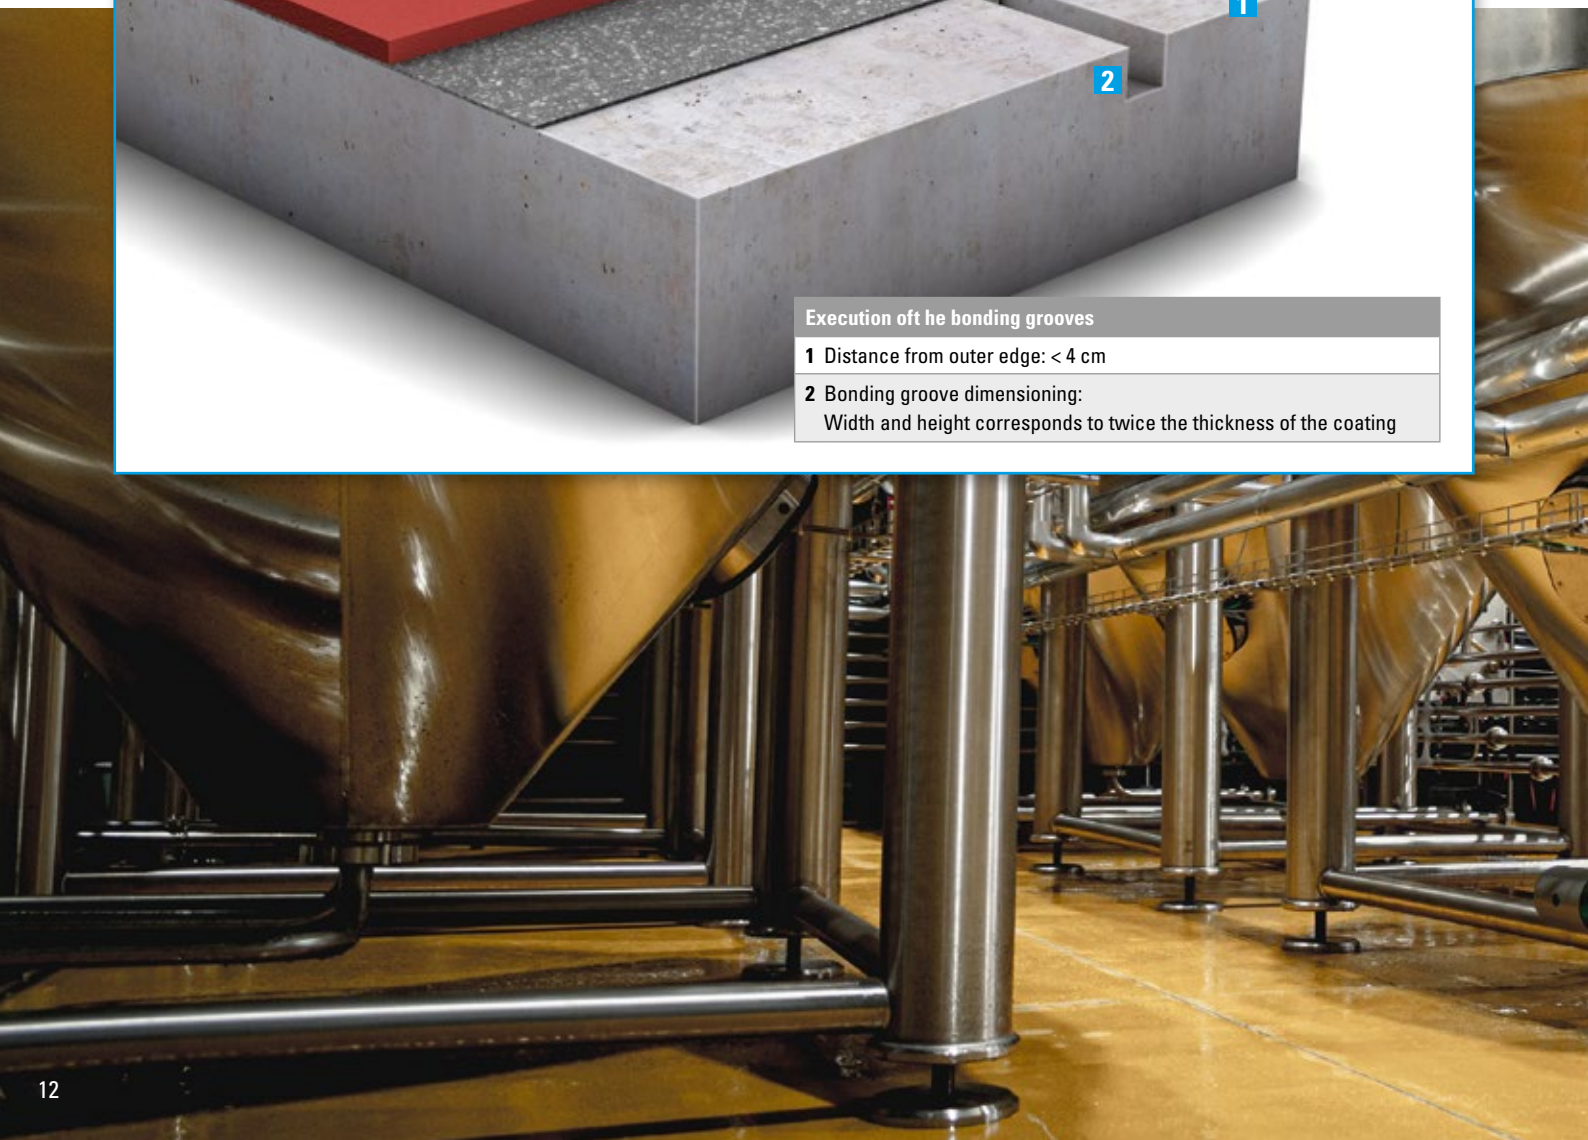 1
2
Execution oft he bonding grooves
1 Distance from outer edge: < 4 cm
2 Bonding groove dimensioning:
Width and height corresponds to twice the thickness of the coating
12